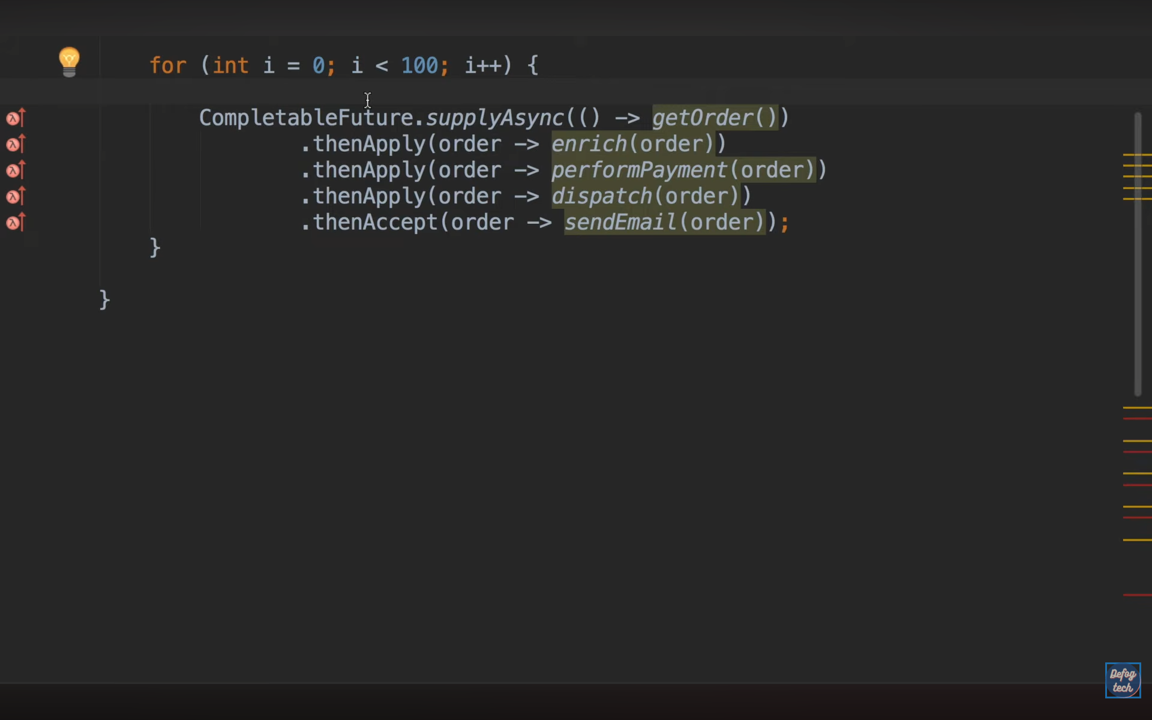 for (int i = 0; i < 100; i++) {
CompletableFuture.supplyAsync(() -> getOrder())
.thenApply(order -> enrich(order))
.thenApply(order -> performPayment(order))
.thenApply(order -> dispatch(order))
.thenAccept(order -> sendEmail(order));
}
}
Defog
tech